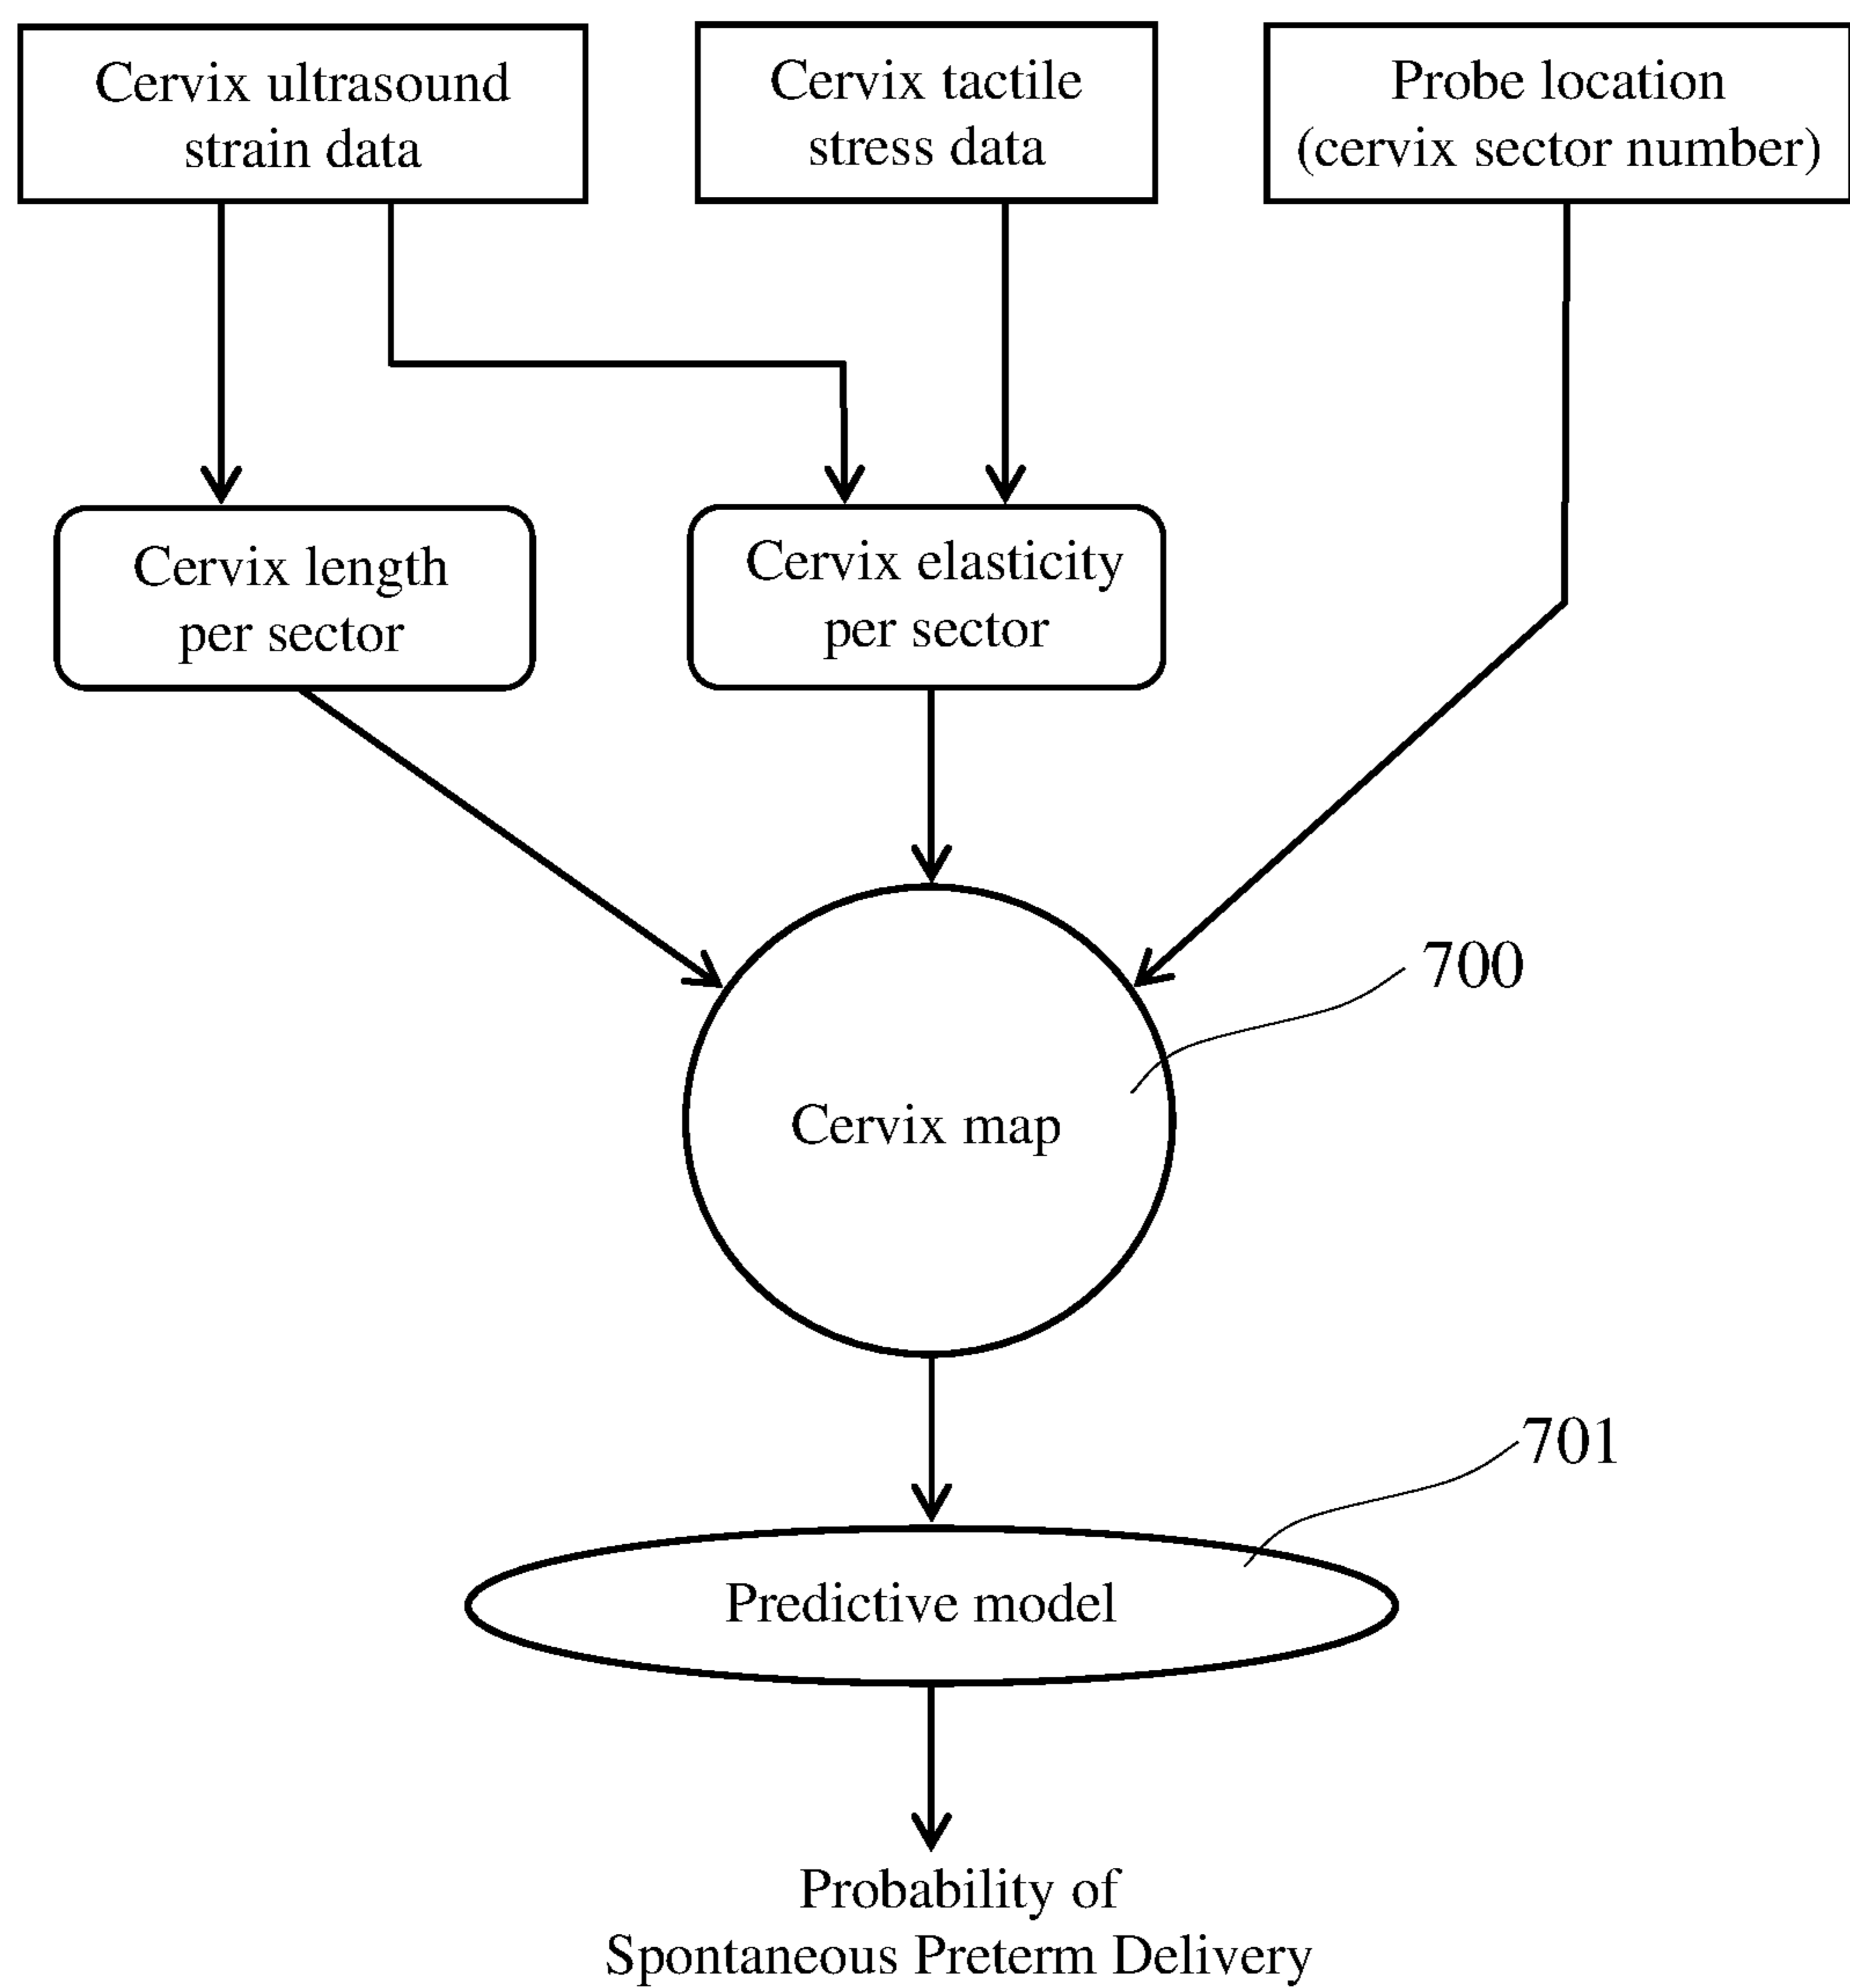 Cervix ultrasound
strain data
Cervix tactile
stress data
Probe location
(cervix sector number)
Cervix length
per sector
Cervix elasticity
per sector
700
Cervix map
701
Predictive model
Probability of
Spontaneous Preterm Delivery